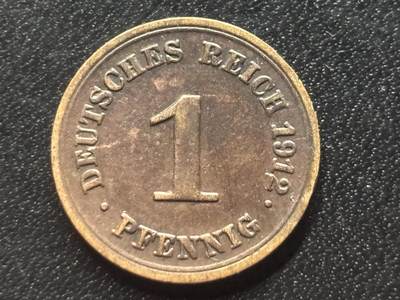 DEUTSCHES REICH 1912
1
· PFENNIG ·